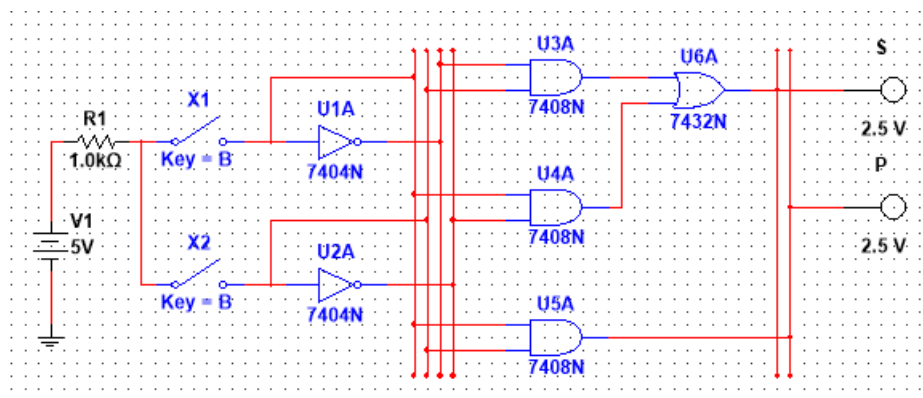 U3A
S
U6A
X1
R1
U1A
7408N
7432N
2.5 V
1.0kΩ
Key = B
7404N
P
U4A
V1
5V
X2
U2A
7408N
2.5 V
Key = B
7404N
U5A
7408N